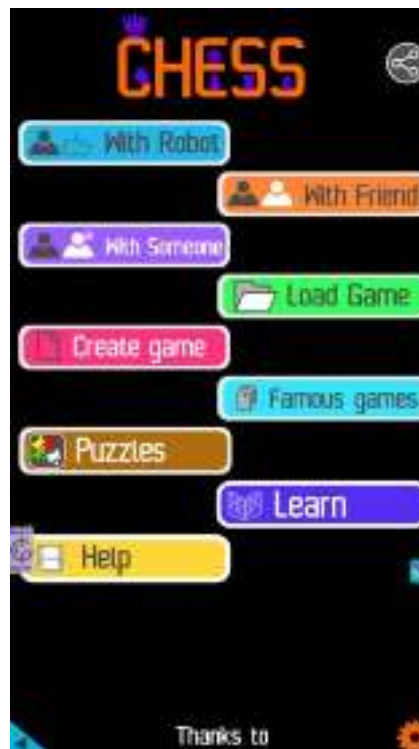 CHESS
With Robot
With Friend
With Someone
Load Game
Create game
Famous games
Puzzles
Learn
Help
Thanks to